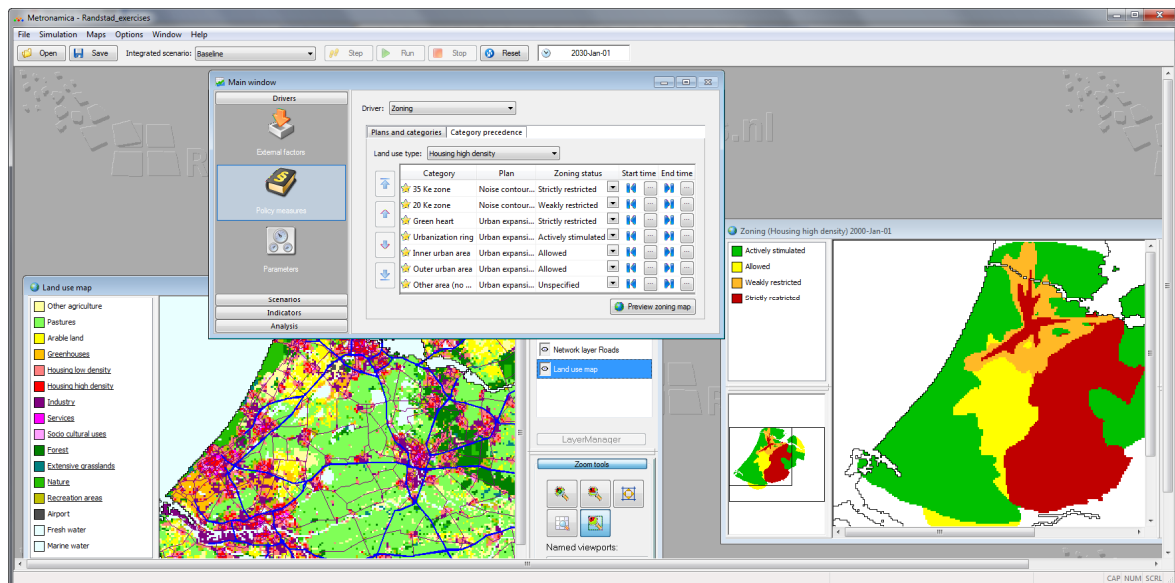 Metronamica - Randstad_exercises
File Simulation Maps Options Window Help
Open Save Integrated scenario: Baseline Step Run Stop Reset 2030-Jan-01
Main window
Drivers
External factors
Policy measures
Parameters
Scenarios
Indicators
Analysis
Driver: Zoning
Plans and categories Category precedence
Land use type: Housing high density
Category Plan Zoning status Start time End time
35 Ke zone Noise contour... Strictly restricted
20 Ke zone Noise contour... Weakly restricted
Green heart Urban expansi... Strictly restricted
Urbanization ring Urban expansi... Actively stimulated
Inner urban area Urban expansi... Allowed
Outer urban area Urban expansi... Allowed
Other area (no ... Urban expansi... Unspecified
Preview zoning map
s.nl
Land use map
Other agriculture
Pastures
Arable land
Greenhouses
Housing low density
Housing high density
Industry
Services
Socio cultural uses
Forest
Extensive grasslands
Nature
Recreation areas
Airport
Fresh water
Marine water
Network layer Roads
Land use map
LayerManager
Zoom tools
Named viewports:
Zoning (Housing high density) 2000-Jan-01
Actively stimulated
Allowed
Weakly restricted
Strictly restricted
CAP NUM SCRL